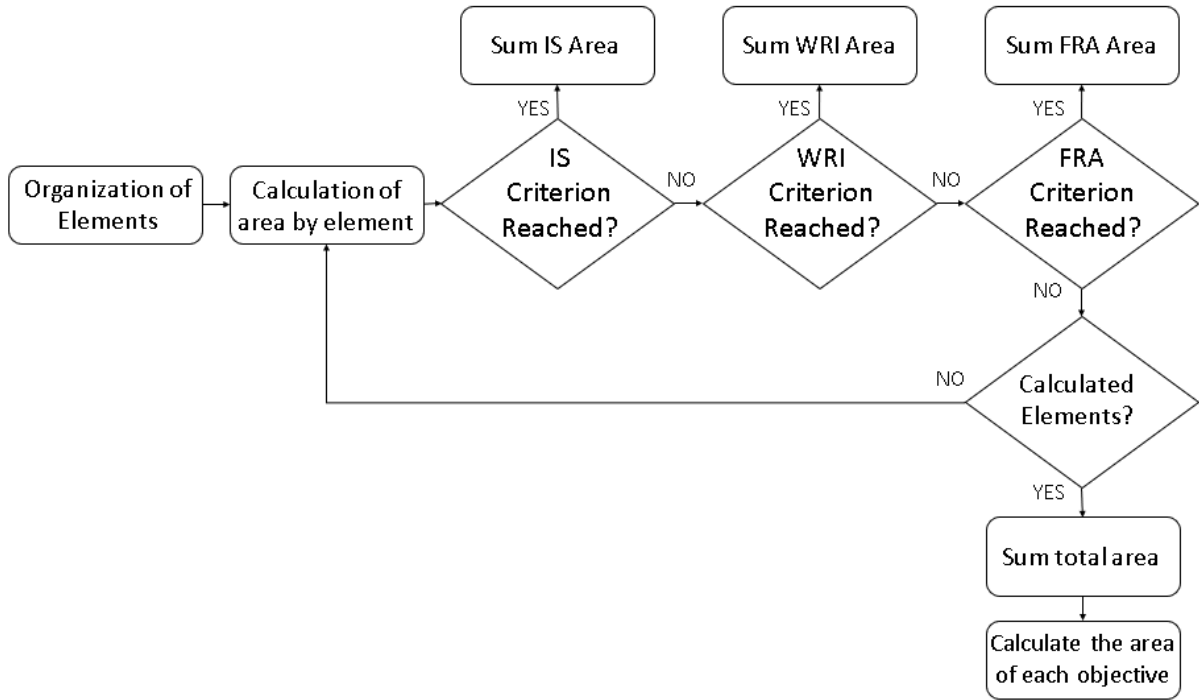 Sum IS Area
Sum WRI Area
Sum FRA Area
YES
YES
YES
Organization of
Elements
Calculation of
area by element
IS
Criterion
Reached?
NO
WRI
Criterion
Reached?
NO
FRA
Criterion
Reached?
NO
NO
Calculated
Elements?
YES
Sum total area
Calculate the area
of each objective